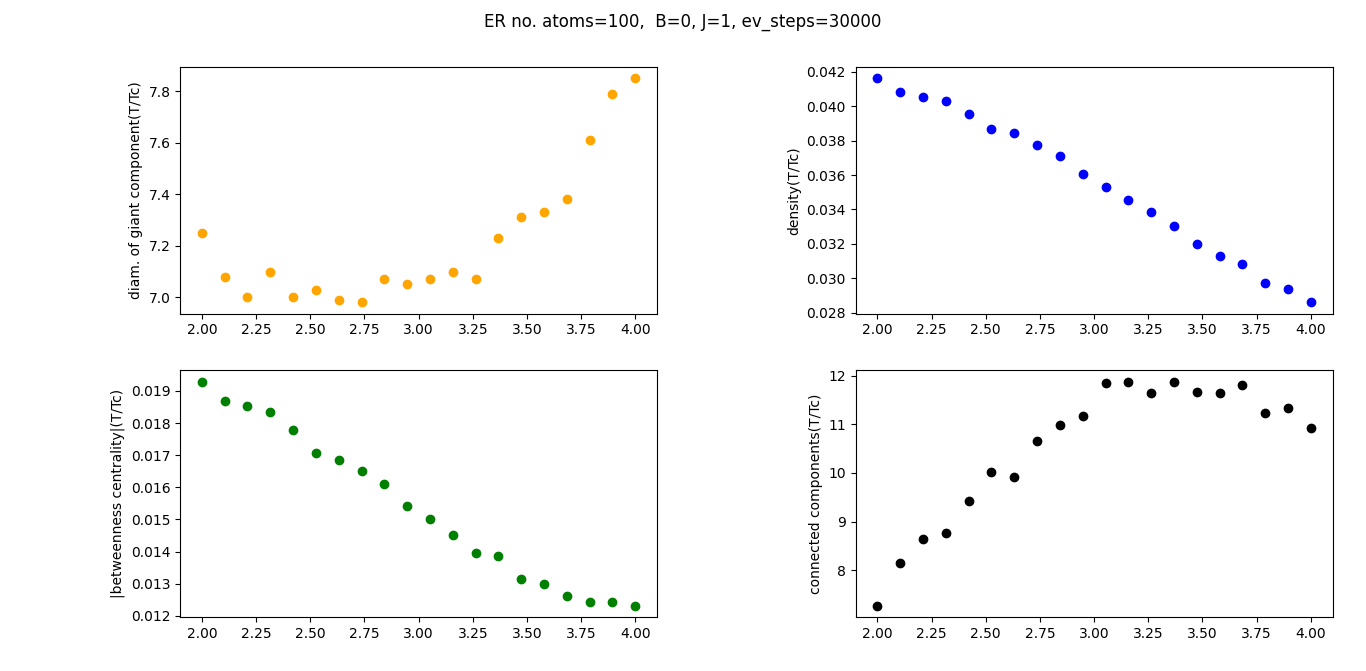 ER no. atoms=100,  B=0, J=1, ev_steps=30000
diam. of giant component(T/Tc)
7.8
7.6
7.4
7.2
7.0
2.00 2.25 2.50 2.75 3.00 3.25 3.50 3.75 4.00
density(T/Tc)
0.042
0.040
0.038
0.036
0.034
0.032
0.030
0.028
2.00 2.25 2.50 2.75 3.00 3.25 3.50 3.75 4.00
|betweenness centrality|(T/Tc)
0.019
0.018
0.017
0.016
0.015
0.014
0.013
0.012
2.00 2.25 2.50 2.75 3.00 3.25 3.50 3.75 4.00
connected components(T/Tc)
12
11
10
9
8
2.00 2.25 2.50 2.75 3.00 3.25 3.50 3.75 4.00